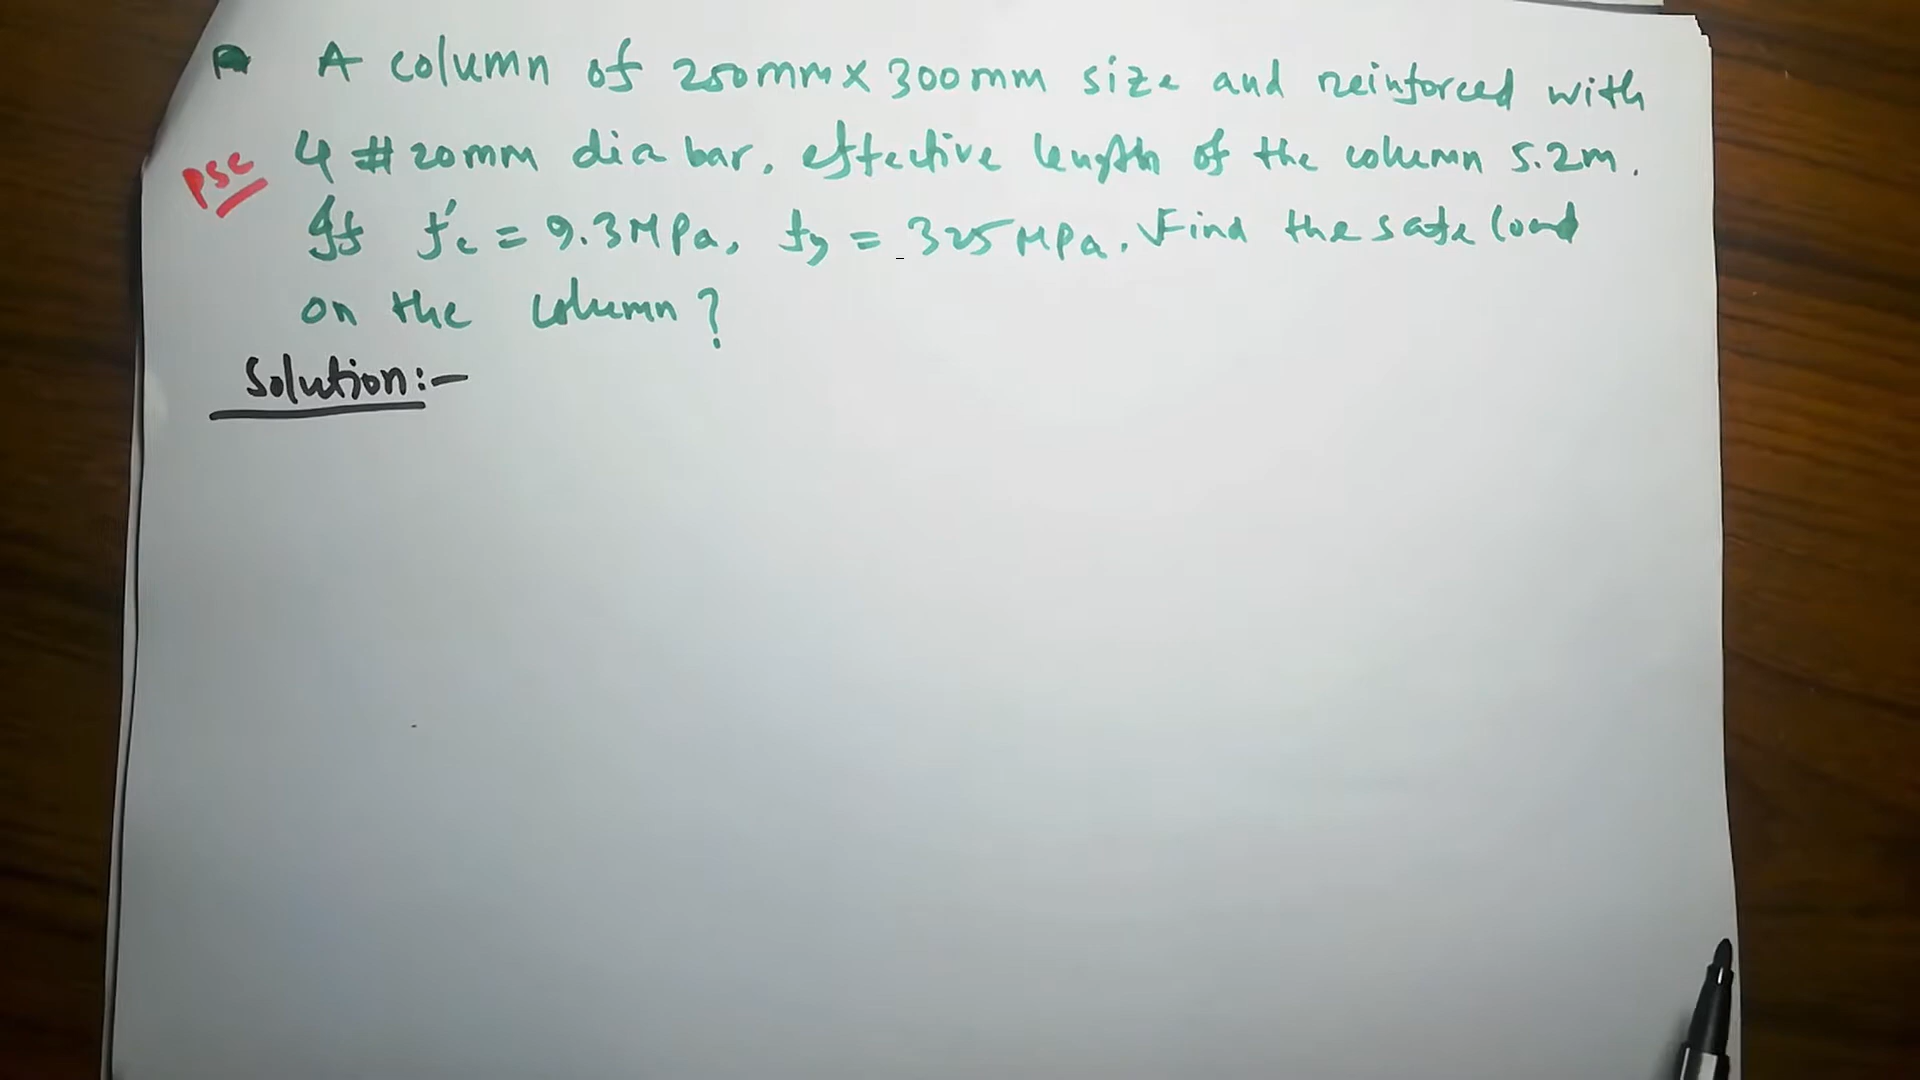 A column of 250mm x 300mm size and reinforced with
PSC
4 # 20mm dia bar, effective length of the column 5.2m.
If f'c = 9.3MPa, fy = 325MPa. Find the safe load
on the column?
Solution:-